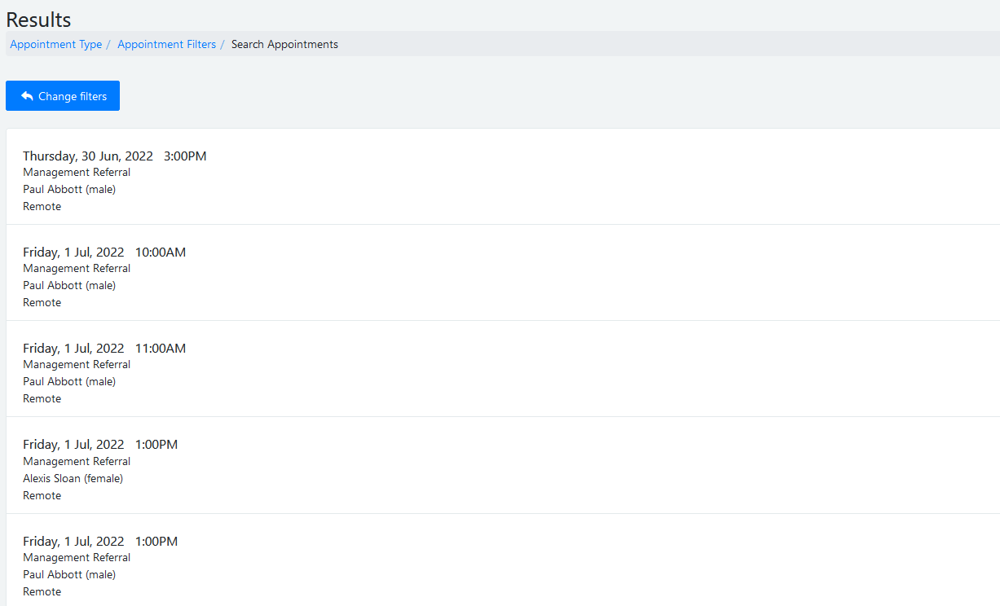 Results
Appointment Type / Appointment Filters / Search Appointments
Change filters
Thursday, 30 Jun, 2022 3:00PM
Management Referral
Paul Abbott (male)
Remote
Friday, 1 Jul, 2022 10:00AM
Management Referral
Paul Abbott (male)
Remote
Friday, 1 Jul, 2022 11:00AM
Management Referral
Paul Abbott (male)
Remote
Friday, 1 Jul, 2022 1:00PM
Management Referral
Alexis Sloan (female)
Remote
Friday, 1 Jul, 2022 1:00PM
Management Referral
Paul Abbott (male)
Remote